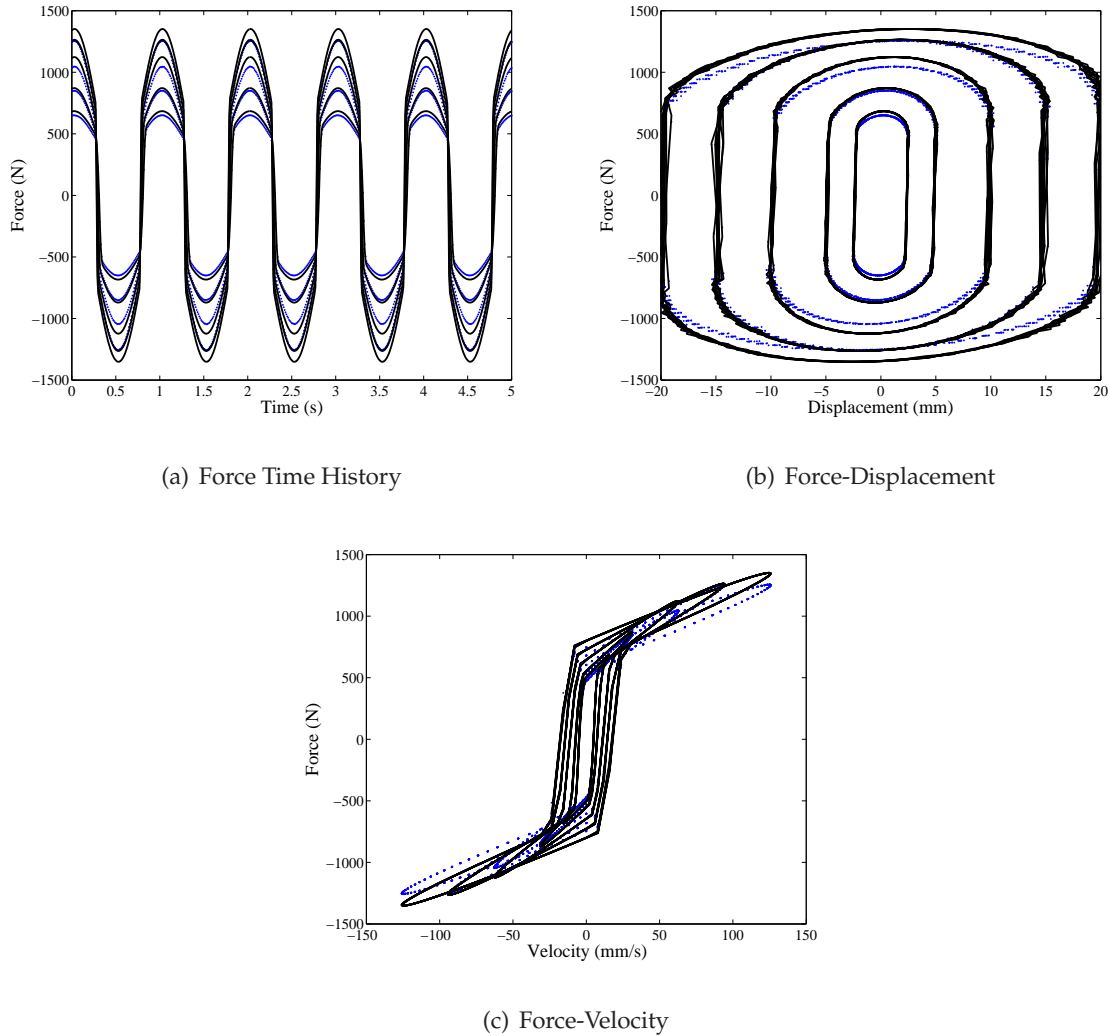 1500
1000
500
0
−500
−1000
−1500
Force (N)
0 0.5 1 1.5 2 2.5 3 3.5 4 4.5 5
Time (s)
(a) Force Time History
1500
1000
500
0
−500
−1000
−1500
Force (N)
−20 −15 −10 −5 0 5 10 15 20
Displacement (mm)
(b) Force-Displacement
1500
1000
500
0
−500
−1000
−1500
Force (N)
−150 −100 −50 0 50 100 150
Velocity (mm/s)
(c) Force-Velocity